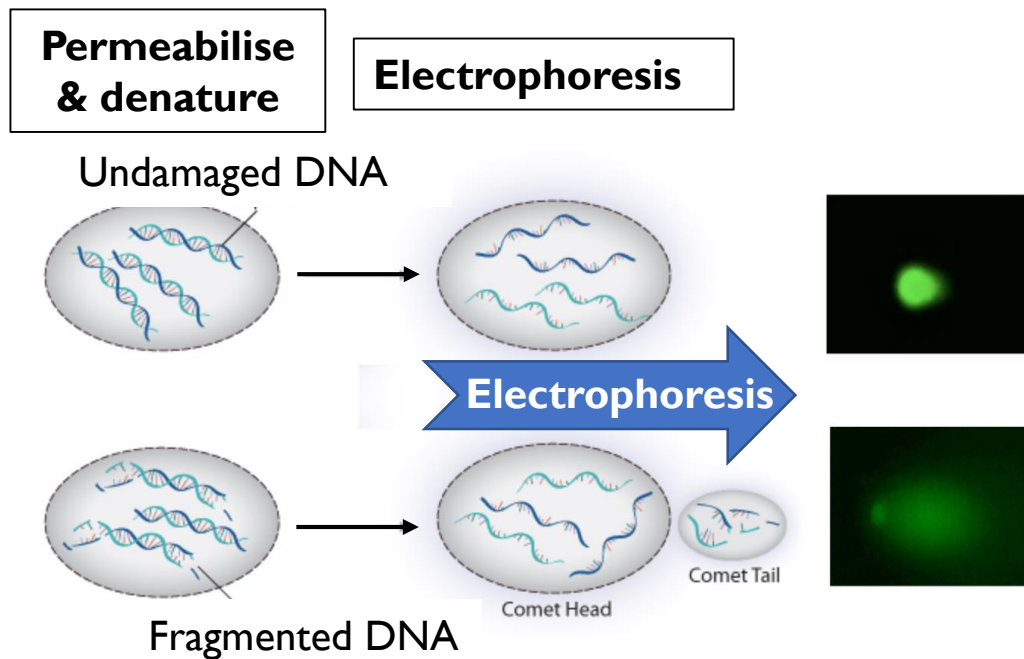 Permeabilise
& denature
Electrophoresis
Undamaged DNA
Electrophoresis
Comet Tail
Comet Head
Fragmented DNA